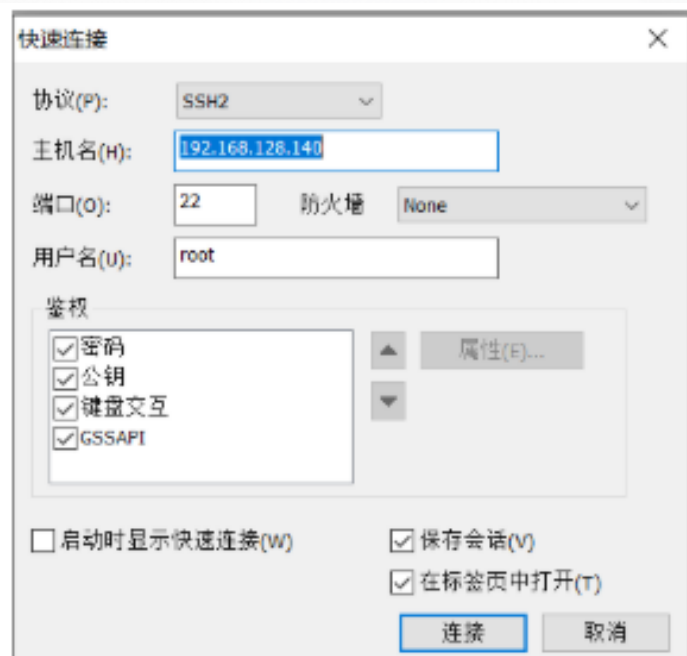 快速连接
协议(P): SSH2
主机名(H): 192.168.128.140
端口(O): 22 防火墙 None
用户名(U): root
鉴权
密码
公钥 属性(E)...
键盘交互
GSSAPI
启动时显示快速连接(W) 保存会话(V)
在标签页中打开(T)
连接 取消